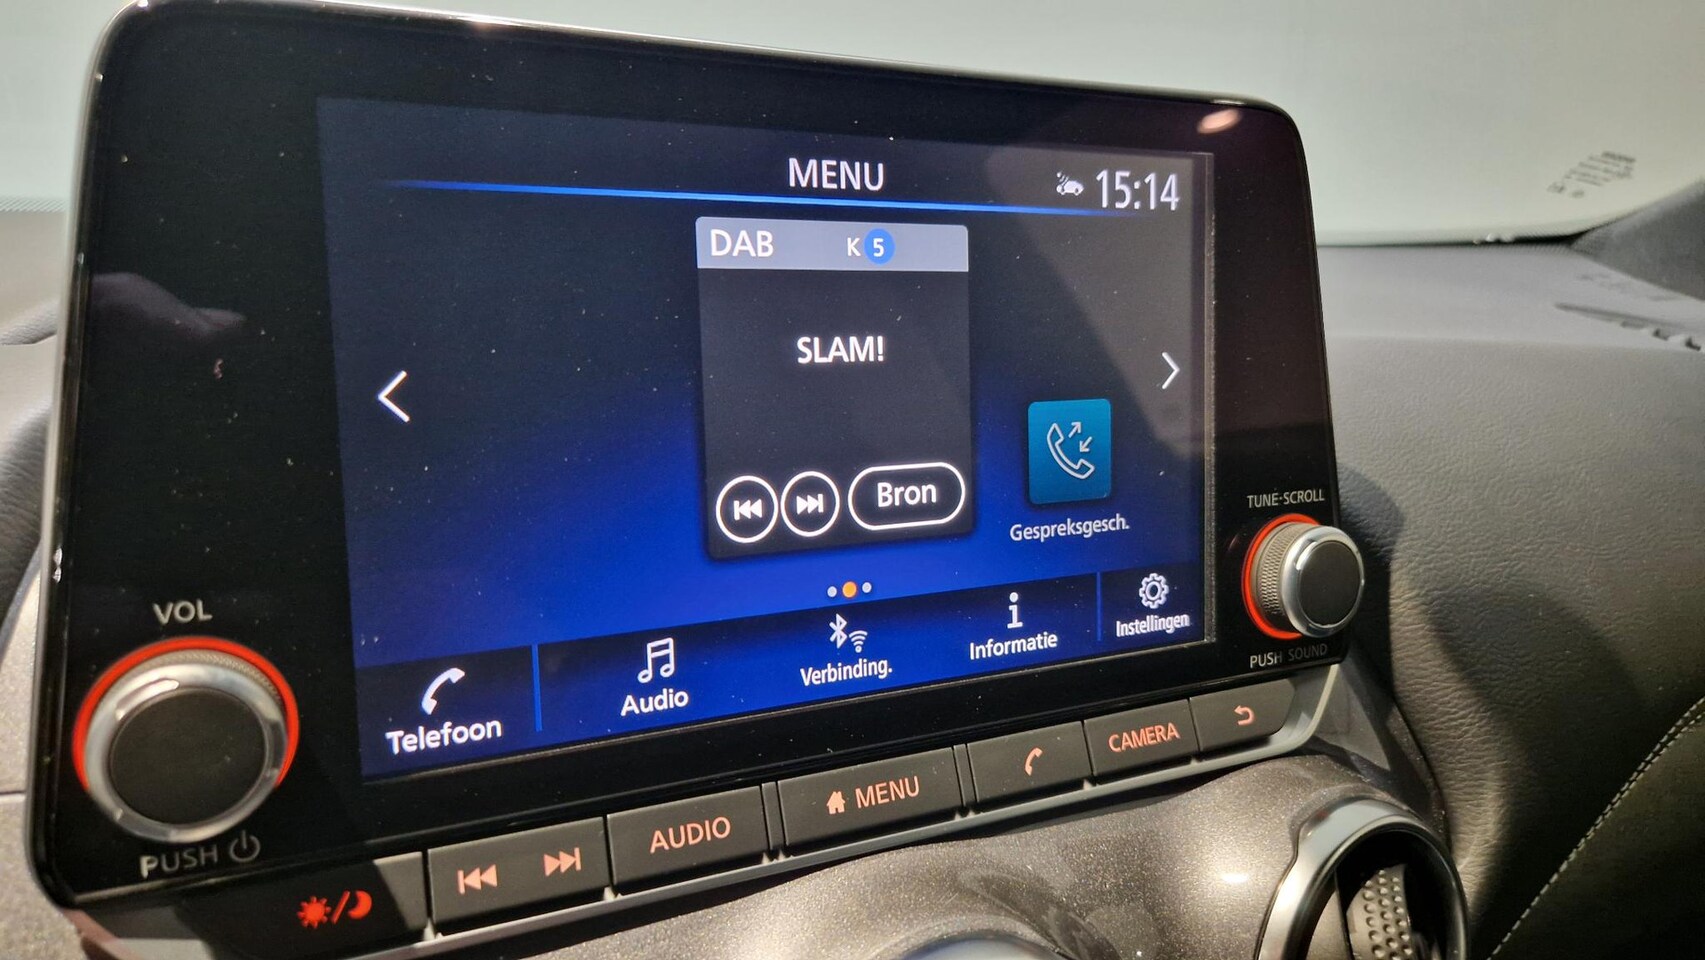 MENU
15:14
DAB K 5
SLAM!
Bron
Gespreksgesch.
Telefoon
Audio
Verbinding.
Informatie
Instellingen
VOL
PUSH
TUNE·SCROLL
PUSH SOUND
AUDIO
MENU
CAMERA